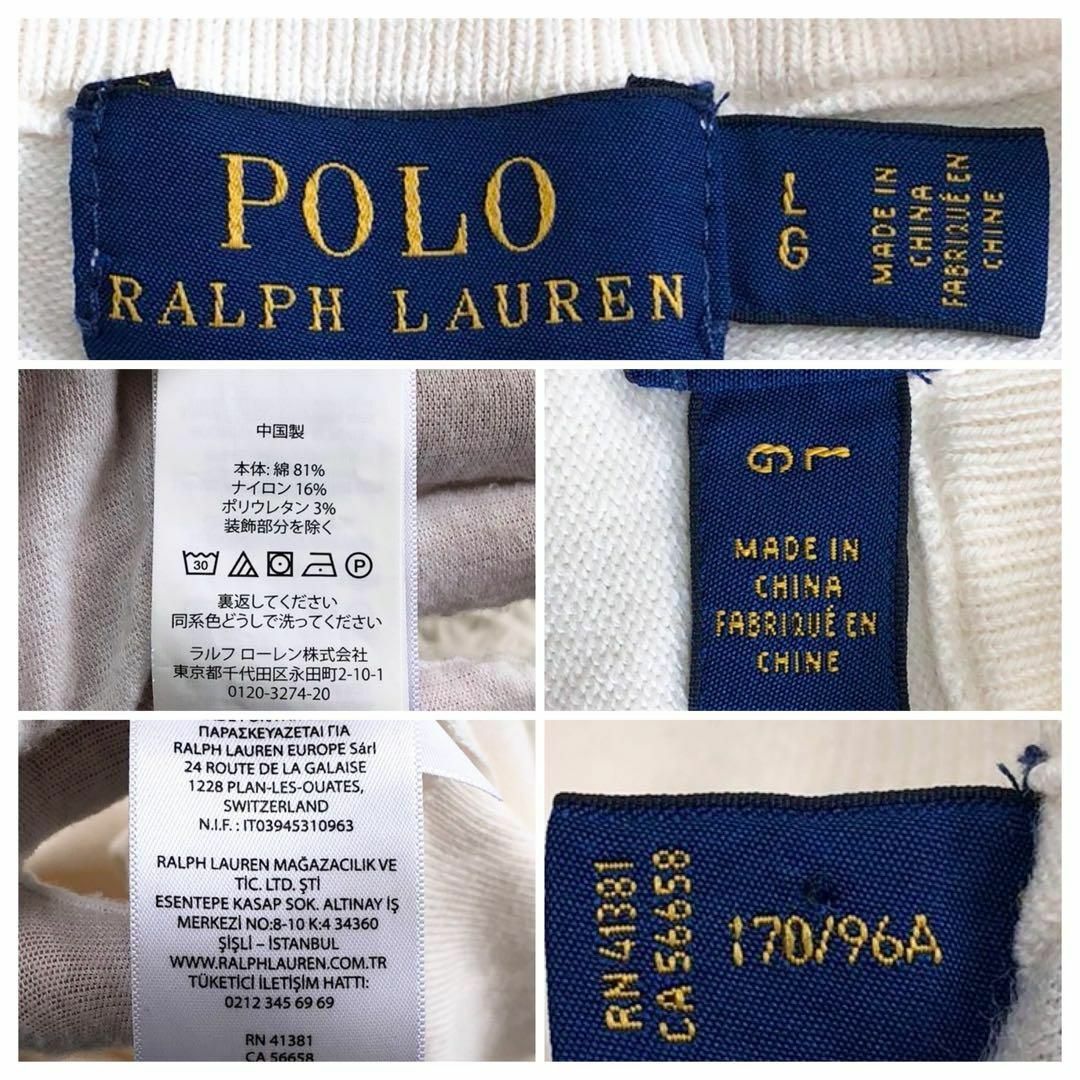 POLO
RALPH LAUREN
L
G
MADE IN
CHINA
FABRIQUÉ EN
CHINE
中国製
本体: 綿 81%
ナイロン 16%
ポリウレタン 3%
装飾部分を除く
30
P
裏返してください
同系色どうしで洗ってください
ラルフ ローレン株式会社
東京都千代田区永田町2-10-1
0120-3274-20
L
G
MADE IN
CHINA
FABRIQUÉ EN
CHINE
ΠΑΡΑΣΚΕΥΑΖΕΤΑΙ ΓΙΑ
RALPH LAUREN EUROPE Sárl
24 ROUTE DE LA GALAISE
1228 PLAN-LES-OUATES,
SWITZERLAND
N.I.F. : IT03945310963
RALPH LAUREN MAĞAZACILIK VE
TİC. LTD. ŞTİ
ESENTEPE KASAP SOK. ALTINAY İŞ
MERKEZİ NO:8-10 K:4 34360
ŞİŞLİ – İSTANBUL
WWW.RALPHLAUREN.COM.TR
TÜKETİCİ İLETİŞİM HATTI:
0212 345 69 69
RN 41381
CA 56658
RN 41381
CA 56658
170/96A